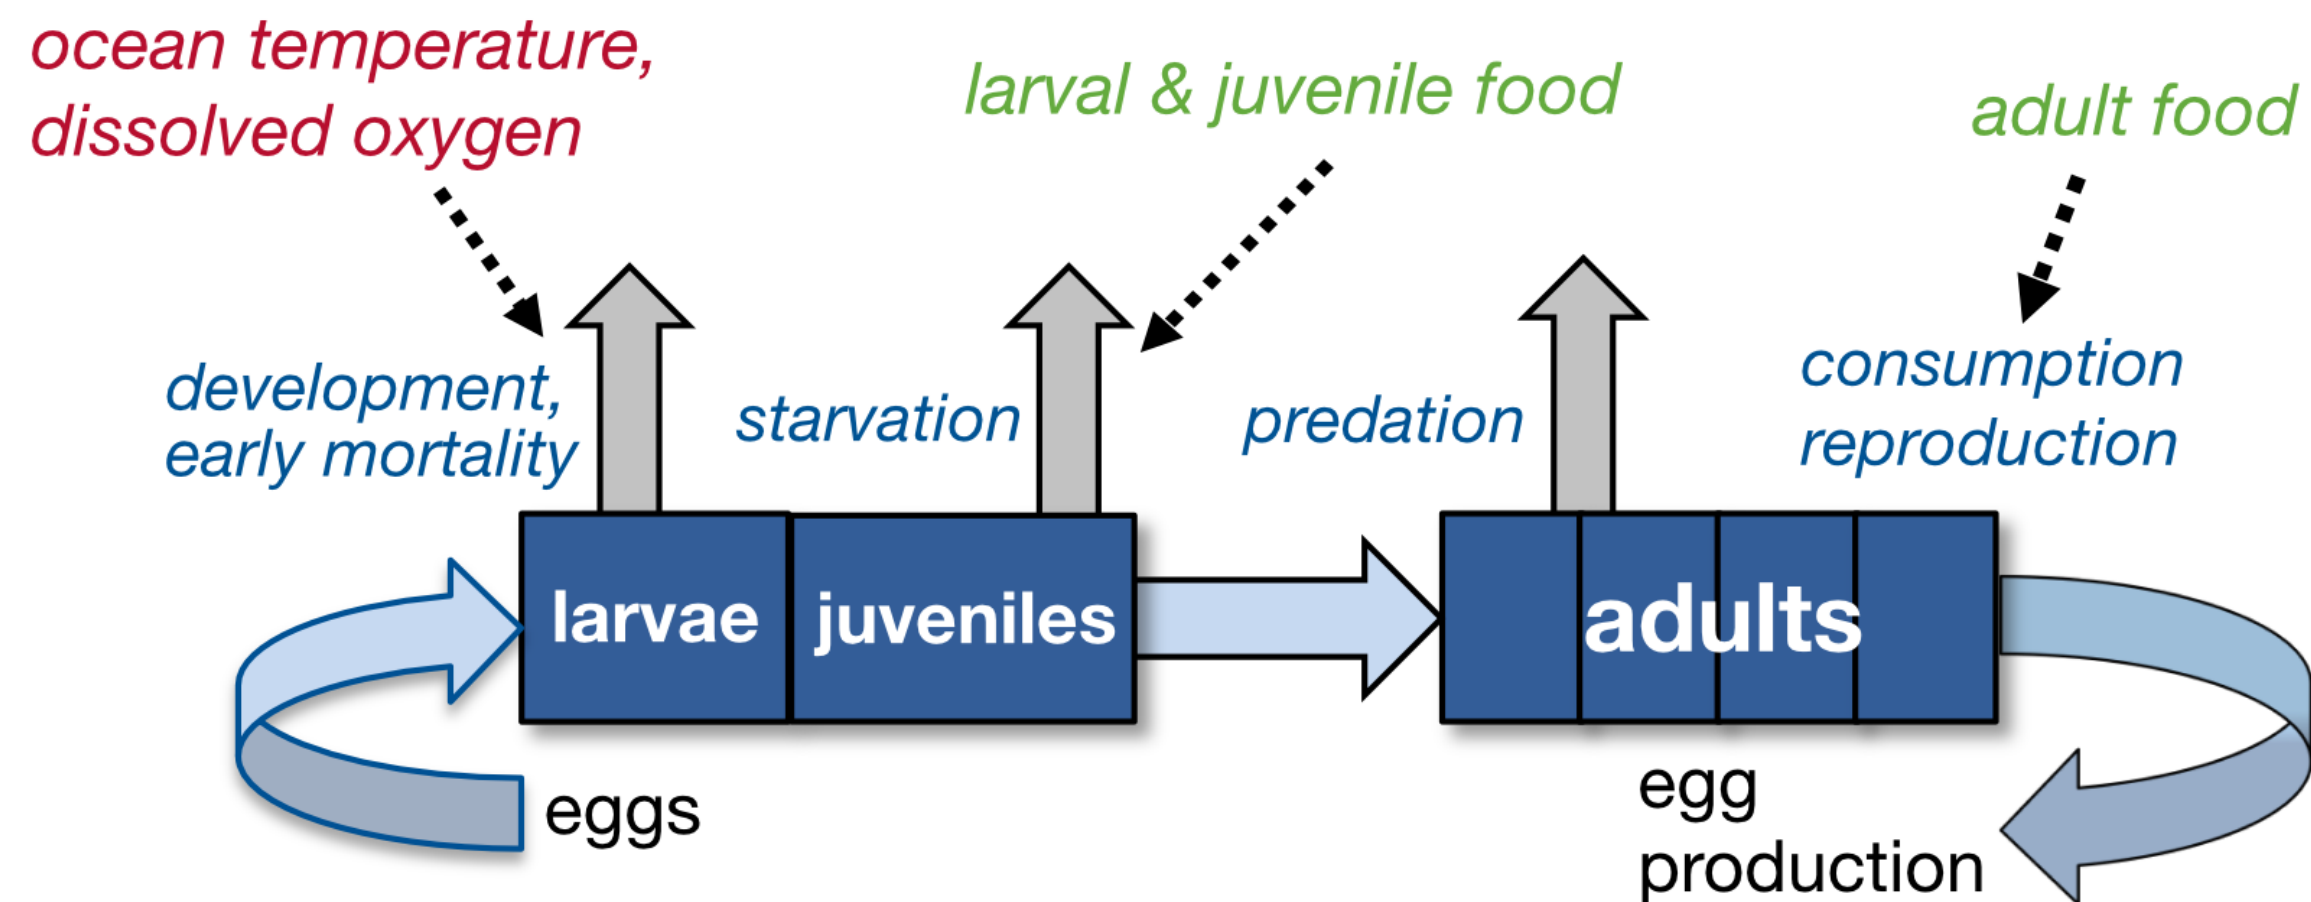 ocean temperature,
dissolved oxygen
larval & juvenile food
adult food
development,
early mortality
starvation
predation
consumption
reproduction
larvae
juveniles
adults
eggs
egg
production